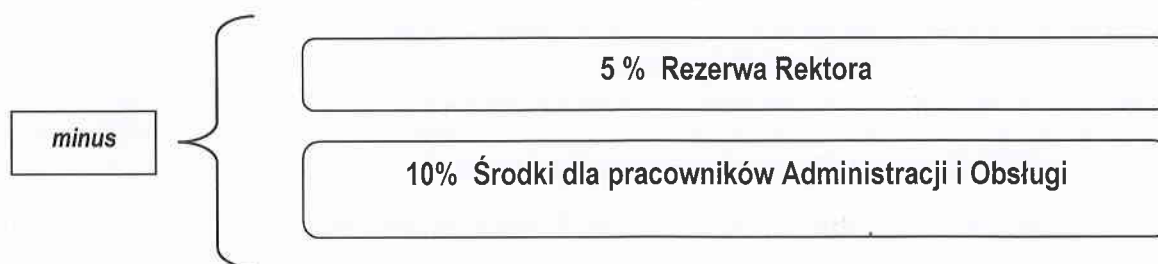 5 % Rezerwa Rektora
minus
10% Środki dla pracowników Administracji i Obsługi